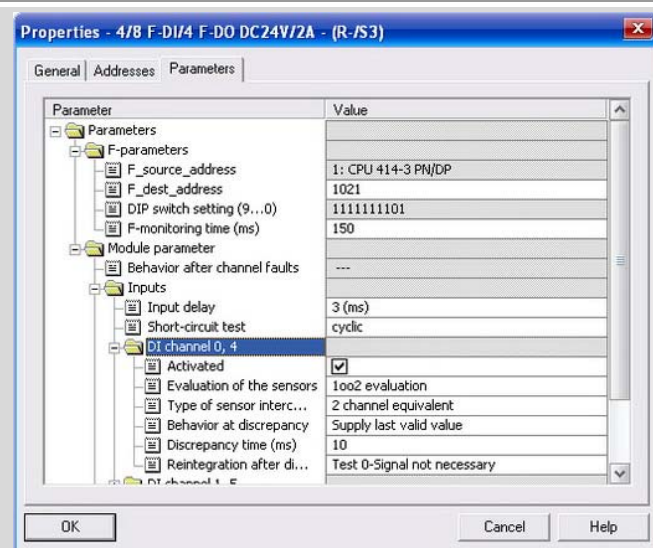 Properties - 4/8 F-DI/4 F-DO DC24V/2A - (R-/S3)
General Addresses Parameters
Parameter Value
Parameters
F-parameters
F_source_address 1: CPU 414-3 PN/DP
F_dest_address 1021
DIP switch setting (9...0) 1111111101
F-monitoring time (ms) 150
Module parameter
Behavior after channel faults ---
Inputs
Input delay 3 (ms)
Short-circuit test cyclic
DI channel 0, 4
Activated
Evaluation of the sensors 1oo2 evaluation
Type of sensor interc... 2 channel equivalent
Behavior at discrepancy Supply last valid value
Discrepancy time (ms) 10
Reintegration after di... Test 0-Signal not necessary
DI channel 1, 5
OK Cancel Help